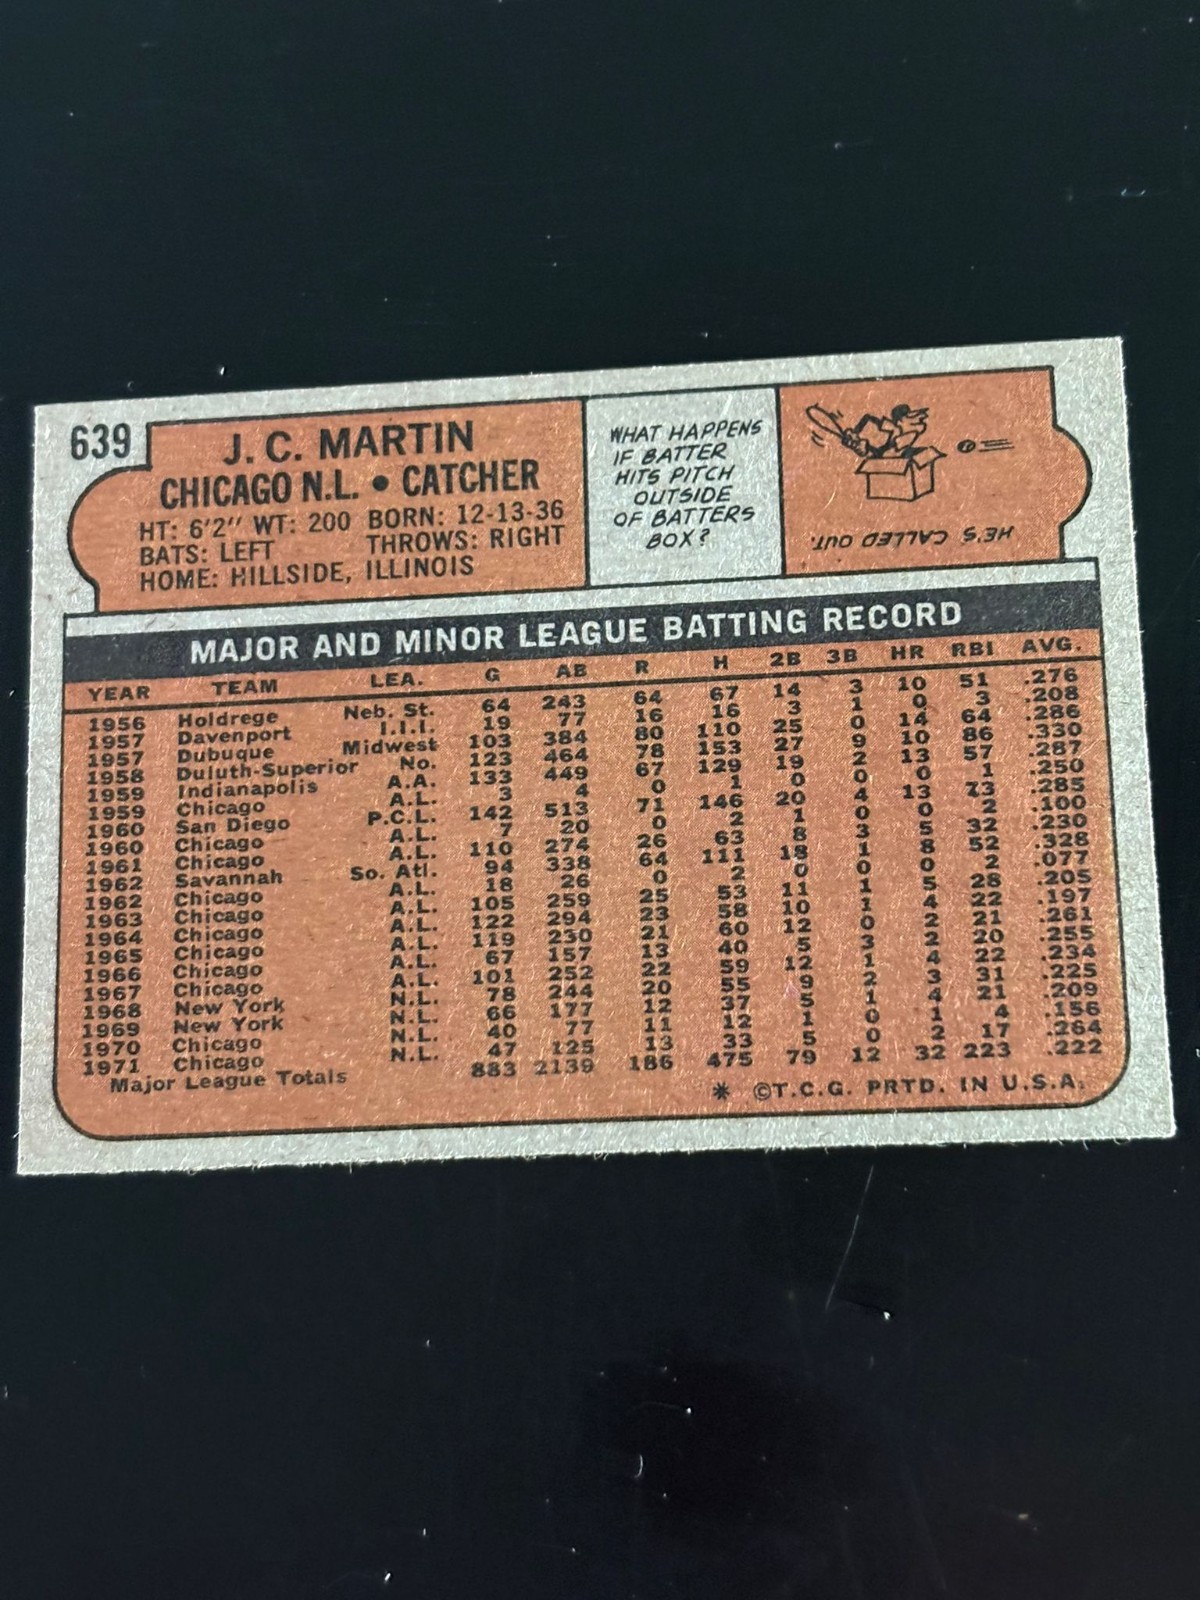 639
J. C. MARTIN
CHICAGO N.L. • CATCHER
HT: 6'2" WT: 200 BORN: 12-13-36
BATS: LEFT THROWS: RIGHT
HOME: HILLSIDE, ILLINOIS
WHAT HAPPENS
IF BATTER
HITS PITCH
OUTSIDE
OF BATTERS
BOX?
HE'S CALLED OUT.
MAJOR AND MINOR LEAGUE BATTING RECORD
YEAR TEAM LEA. G AB R H 2B 3B HR RBI AVG.
1956 Holdrege Neb. St. 64 243 64 67 14 3 10 51 .276
1957 Davenport I.I.I. 19 77 16 16 3 1 0 3 .208
1957 Dubuque Midwest 103 384 80 110 25 0 14 64 .286
1958 Duluth-Superior No. 123 464 78 153 27 9 10 86 .330
1959 Indianapolis A.A. 133 449 67 129 19 2 13 57 .287
1959 Chicago A.L. 3 4 0 1 0 0 0 1 .250
1960 San Diego P.C.L. 142 513 71 146 20 4 13 73 .285
1960 Chicago A.L. 7 20 0 2 1 0 0 2 .100
1961 Chicago A.L. 110 274 26 63 8 3 5 32 .230
1962 Savannah So. Atl. 94 338 64 111 18 1 8 52 .328
1962 Chicago A.L. 18 26 0 2 0 0 0 2 .077
1963 Chicago A.L. 105 259 25 53 11 1 5 28 .205
1964 Chicago A.L. 122 294 23 58 10 1 4 22 .197
1965 Chicago A.L. 119 230 21 60 12 0 2 21 .261
1966 Chicago A.L. 67 157 13 40 5 3 2 20 .255
1967 Chicago A.L. 101 252 22 59 12 1 4 22 .234
1968 New York N.L. 78 244 20 55 9 2 3 31 .225
1969 New York N.L. 66 177 12 37 5 1 4 21 .209
1970 Chicago N.L. 40 77 11 12 1 0 1 4 .156
1971 Chicago N.L. 47 125 13 33 5 0 2 17 .264
Major League Totals 883 2139 186 475 79 12 32 223 .222
* ©T.C.G. PRTD. IN U.S.A.